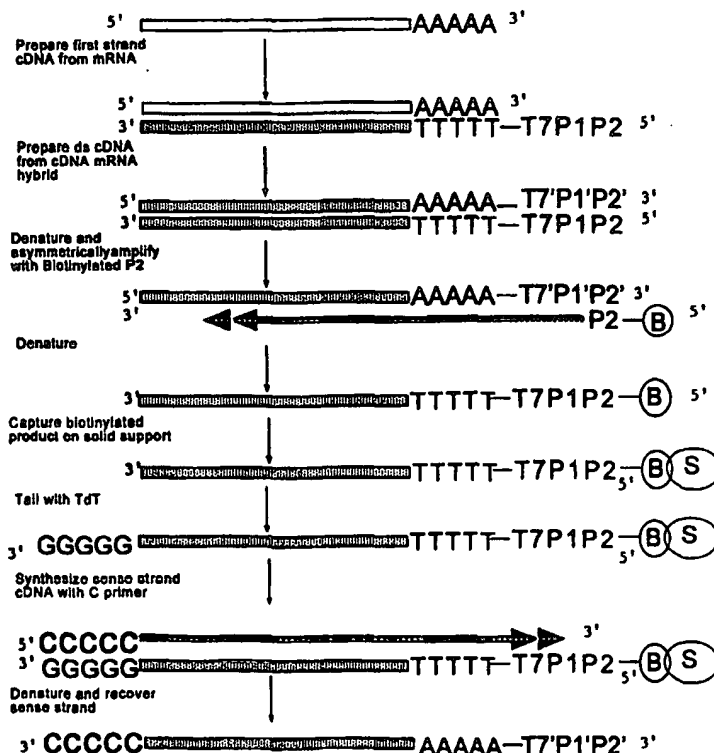 5' AAAAA 3'
Prepare first strand
cDNA from mRNA
5' AAAAA 3'
3' TTTTT—T7P1P2 5'
Prepare ds cDNA
from cDNA mRNA
hybrid
5' AAAAA—T7'P1'P2' 3'
3' TTTTT—T7P1P2 5'
Denature and
asymmetricallyamplify
with Biotinylated P2
5' AAAAA—T7'P1'P2' 3'
3' P2—B 5'
Denature
3' TTTTT—T7P1P2—B 5'
Capture biotinylated
product on solid support
3' TTTTT—T7P1P2—B S
5'
Tail with TdT
3' GGGGG TTTTT—T7P1P2—B S
5'
Synthesize sense strand
cDNA with C primer
5' CCCCC 3'
3' GGGGG TTTTT—T7P1P2—B S
5'
Denature and recover
sense strand
3' CCCCC AAAAA—T7'P1'P2' 3'